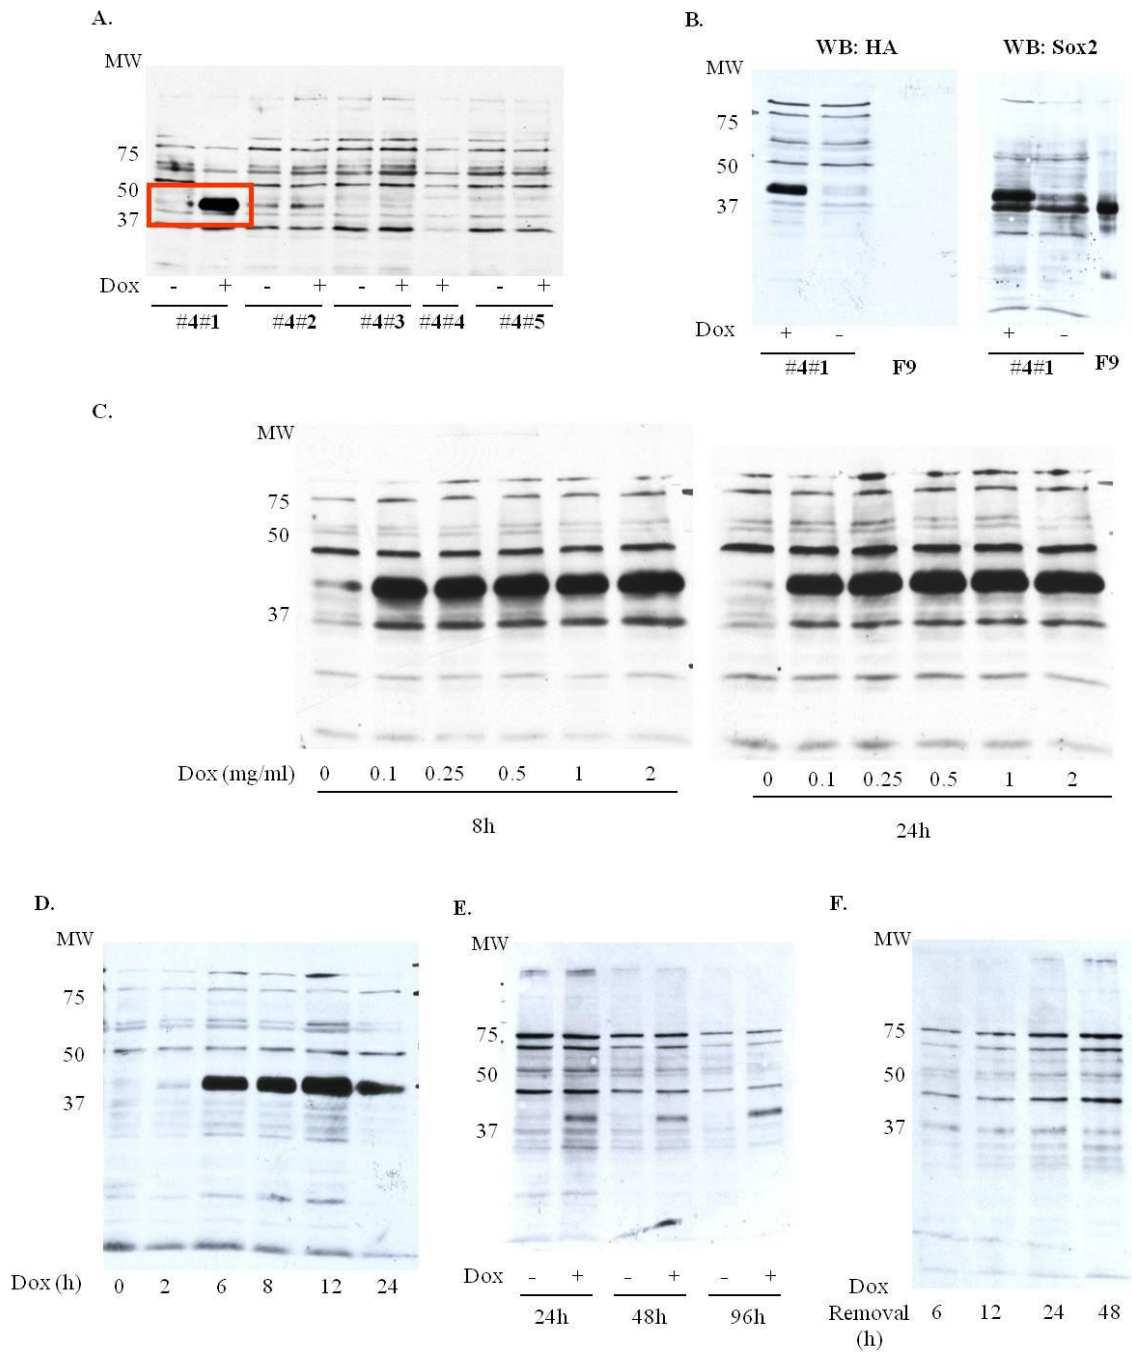 A.
MW
75
50
37
Dox - + - + - + + - +
#4#1 #4#2 #4#3 #4#4 #4#5
B.
WB: HA WB: Sox2
MW
75
50
37
Dox + - + -
#4#1 F9 #4#1 F9
C.
MW
75
50
37
Dox (mg/ml) 0 0.1 0.25 0.5 1 2 0 0.1 0.25 0.5 1 2
8h 24h
D.
MW
75
50
37
Dox (h) 0 2 6 8 12 24
E.
MW
75
50
37
Dox - + - + - +
24h 48h 96h
F.
MW
75
50
37
Dox
Removal 6 12 24 48
(h)